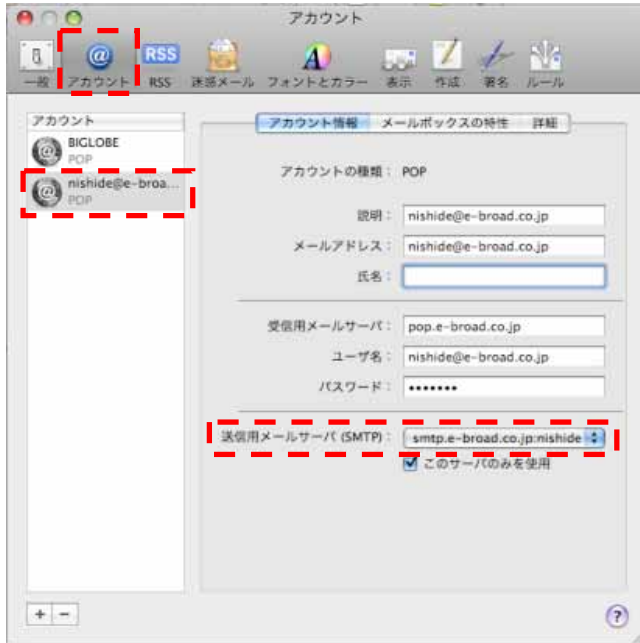 アカウント
一般 アカウント RSS 迷惑メール フォントとカラー 表示 作成 署名 ルール
アカウント
BIGLOBE
POP
nishide@e-broa...
POP
アカウント情報 メールボックスの特性 詳細
アカウントの種類： POP
説明： nishide@e-broad.co.jp
メールアドレス： nishide@e-broad.co.jp
氏名：
受信用メールサーバ： pop.e-broad.co.jp
ユーザ名： nishide@e-broad.co.jp
パスワード： •••••••
送信用メールサーバ (SMTP)： smtp.e-broad.co.jp:nishide
このサーバのみを使用